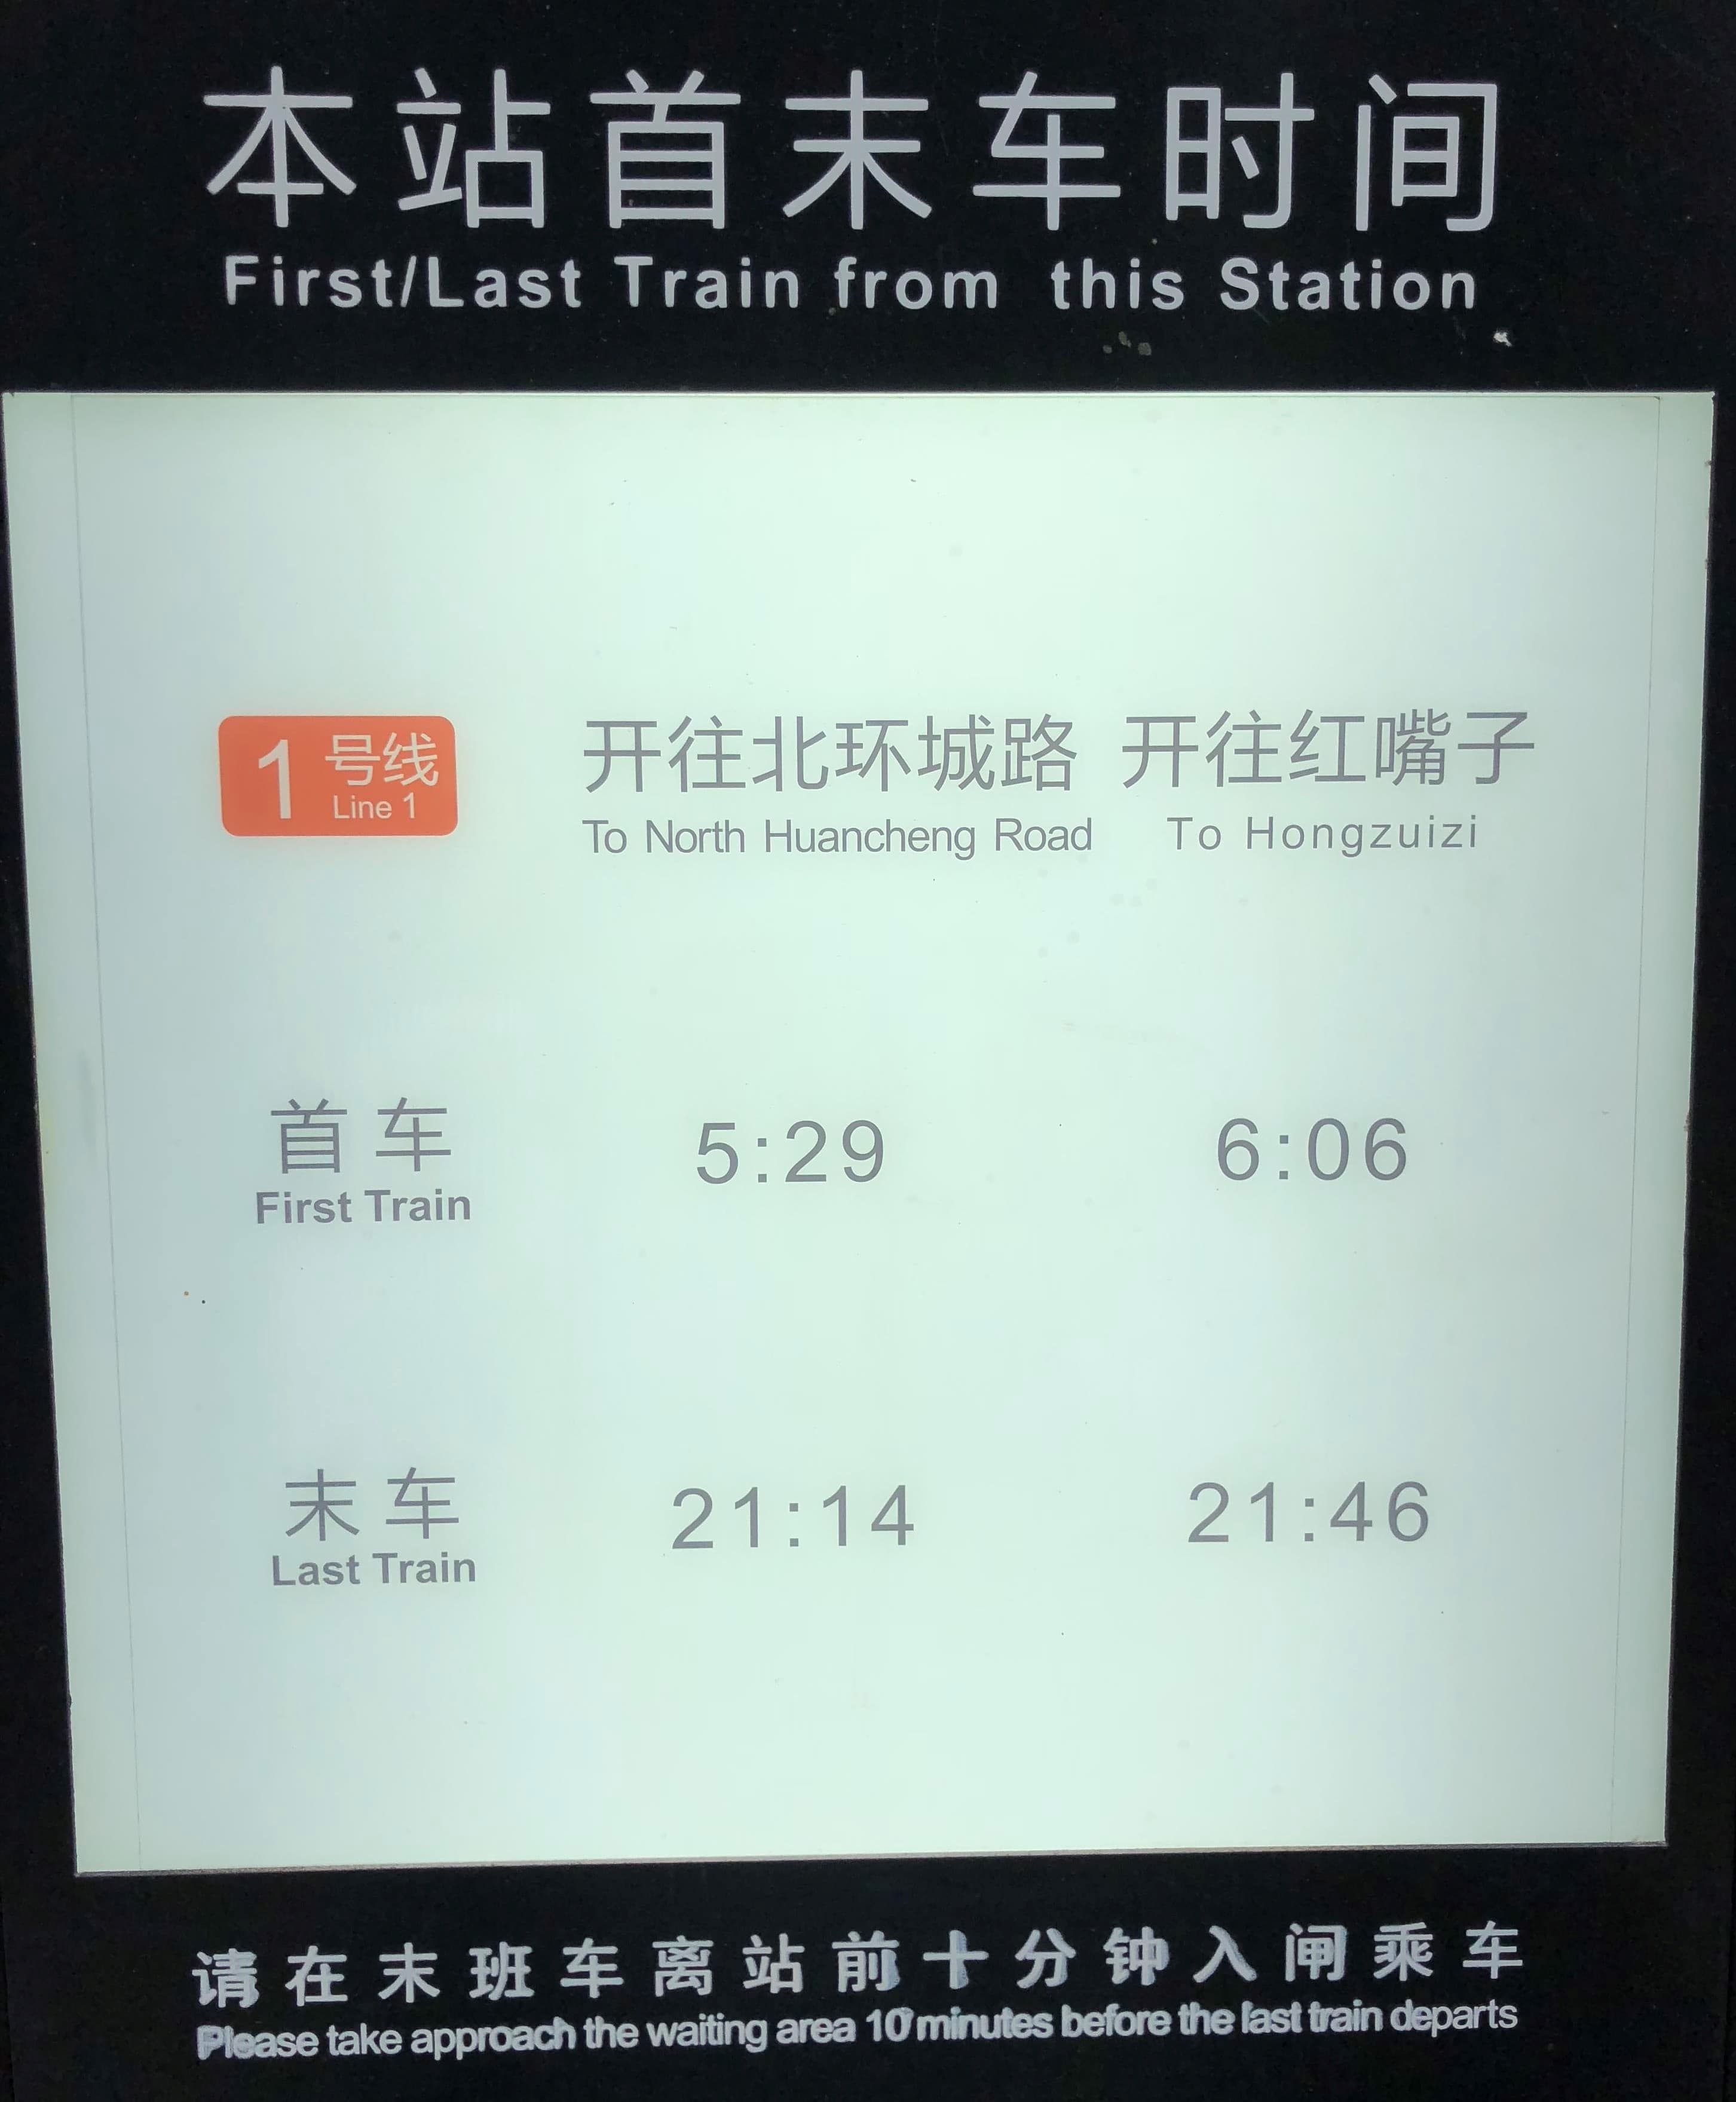 本站首末车时间
First/Last Train from this Station
1 号线
Line 1
开往北环城路 开往红嘴子
To North Huancheng Road To Hongzuizi
首车 5:29 6:06
First Train
末车 21:14 21:46
Last Train
请在末班车离站前十分钟入闸乘车
Please take approach the waiting area 10 minutes before the last train departs